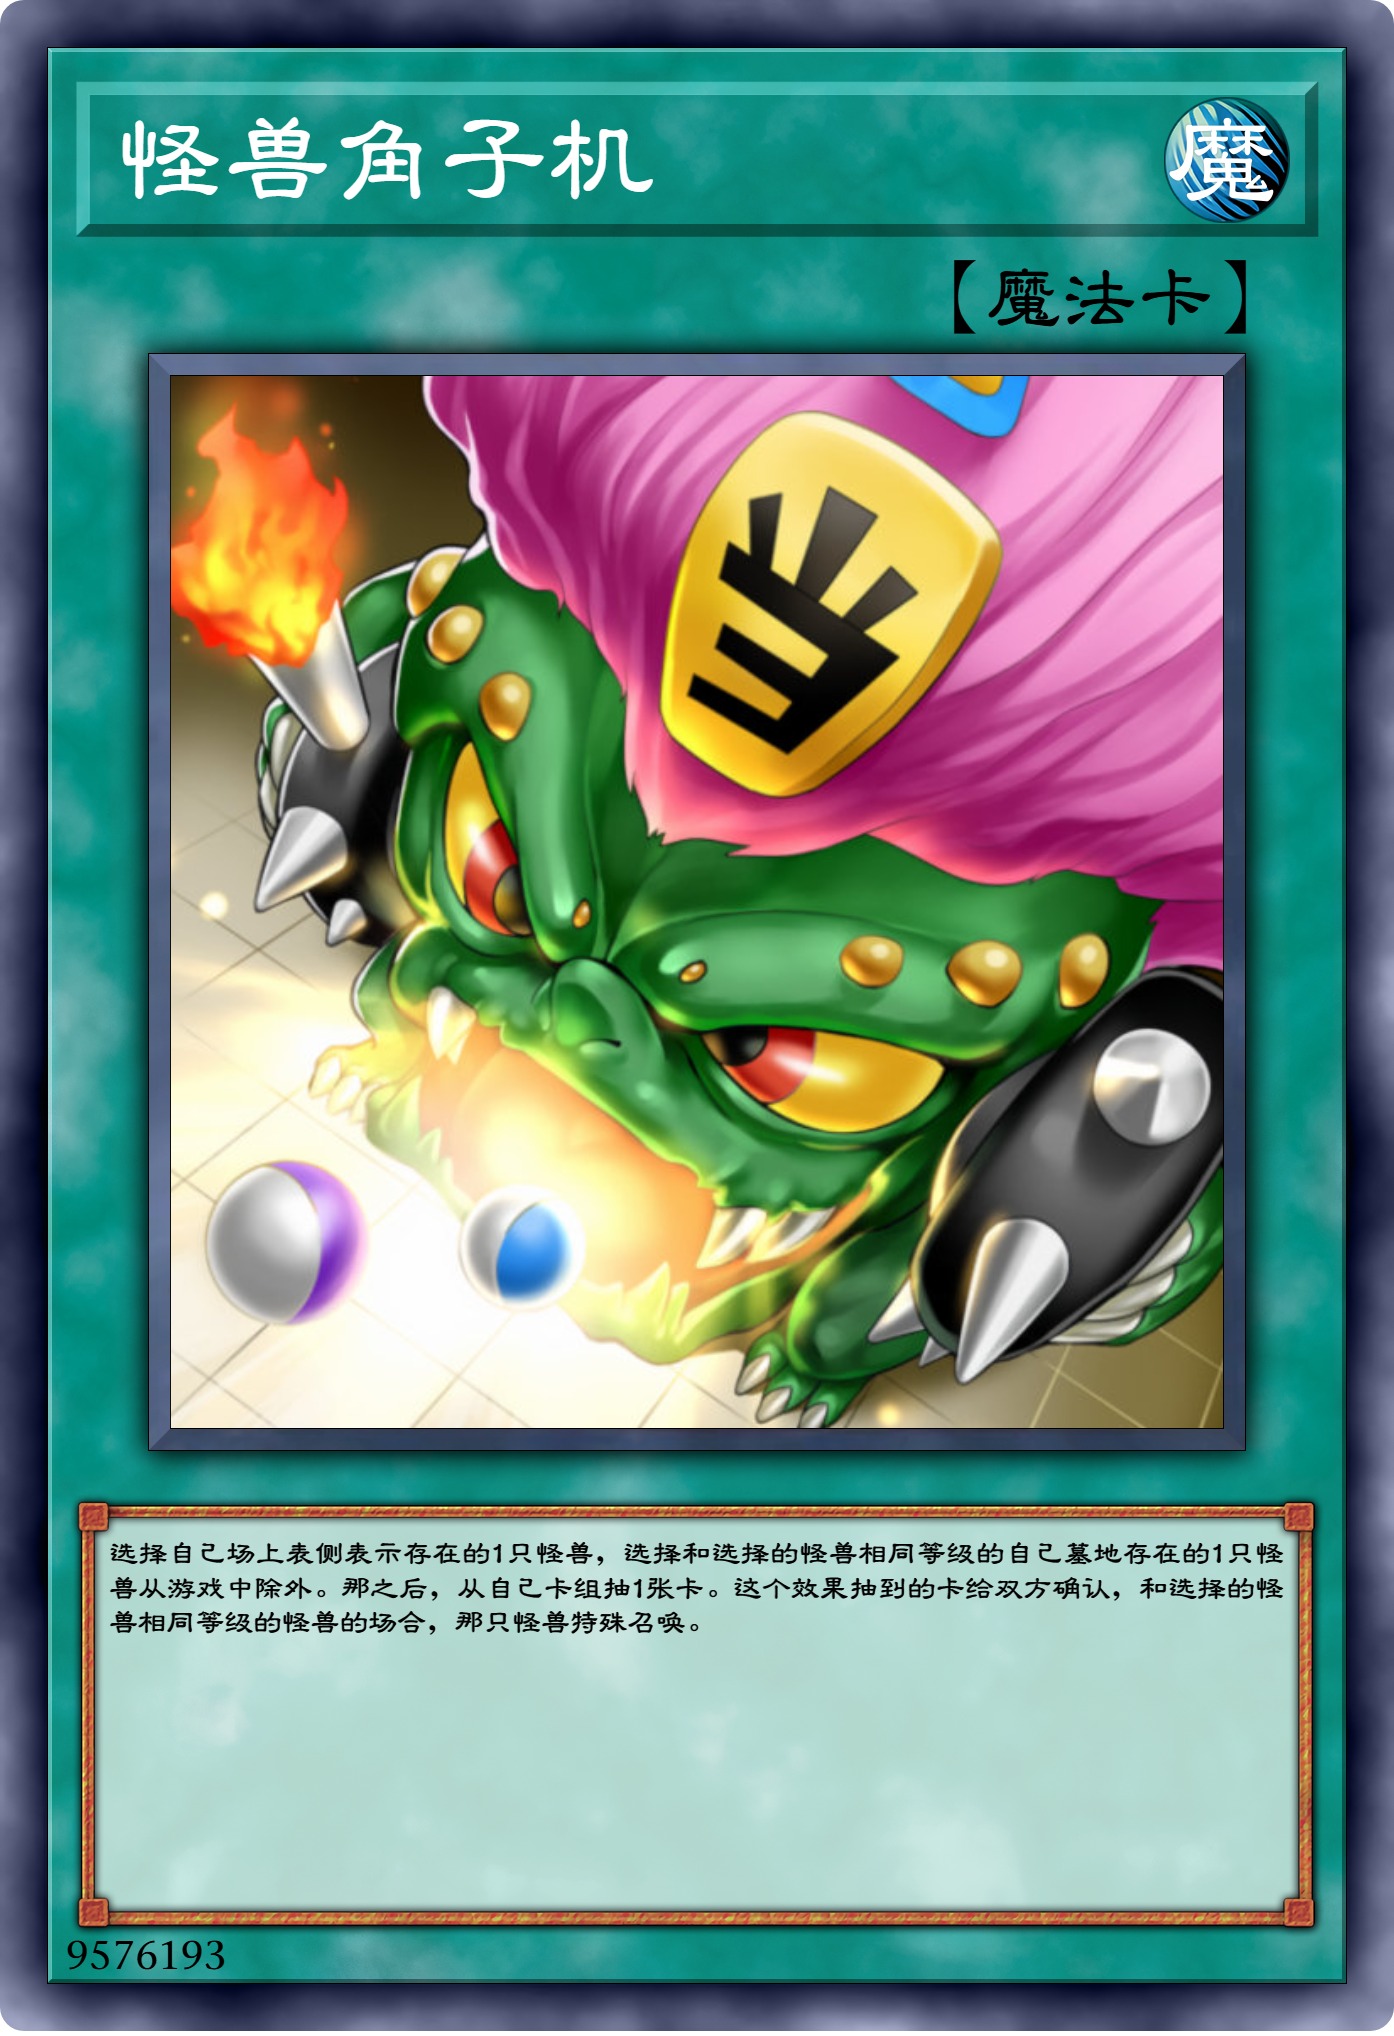 怪兽角子机
魔
【魔法卡】
当
选择自己场上表侧表示存在的1只怪兽，选择和选择的怪兽相同等级的自己墓地存在的1只怪
兽从游戏中除外。那之后，从自己卡组抽1张卡。这个效果抽到的卡给双方确认，和选择的怪
兽相同等级的怪兽的场合，那只怪兽特殊召唤。
9576193